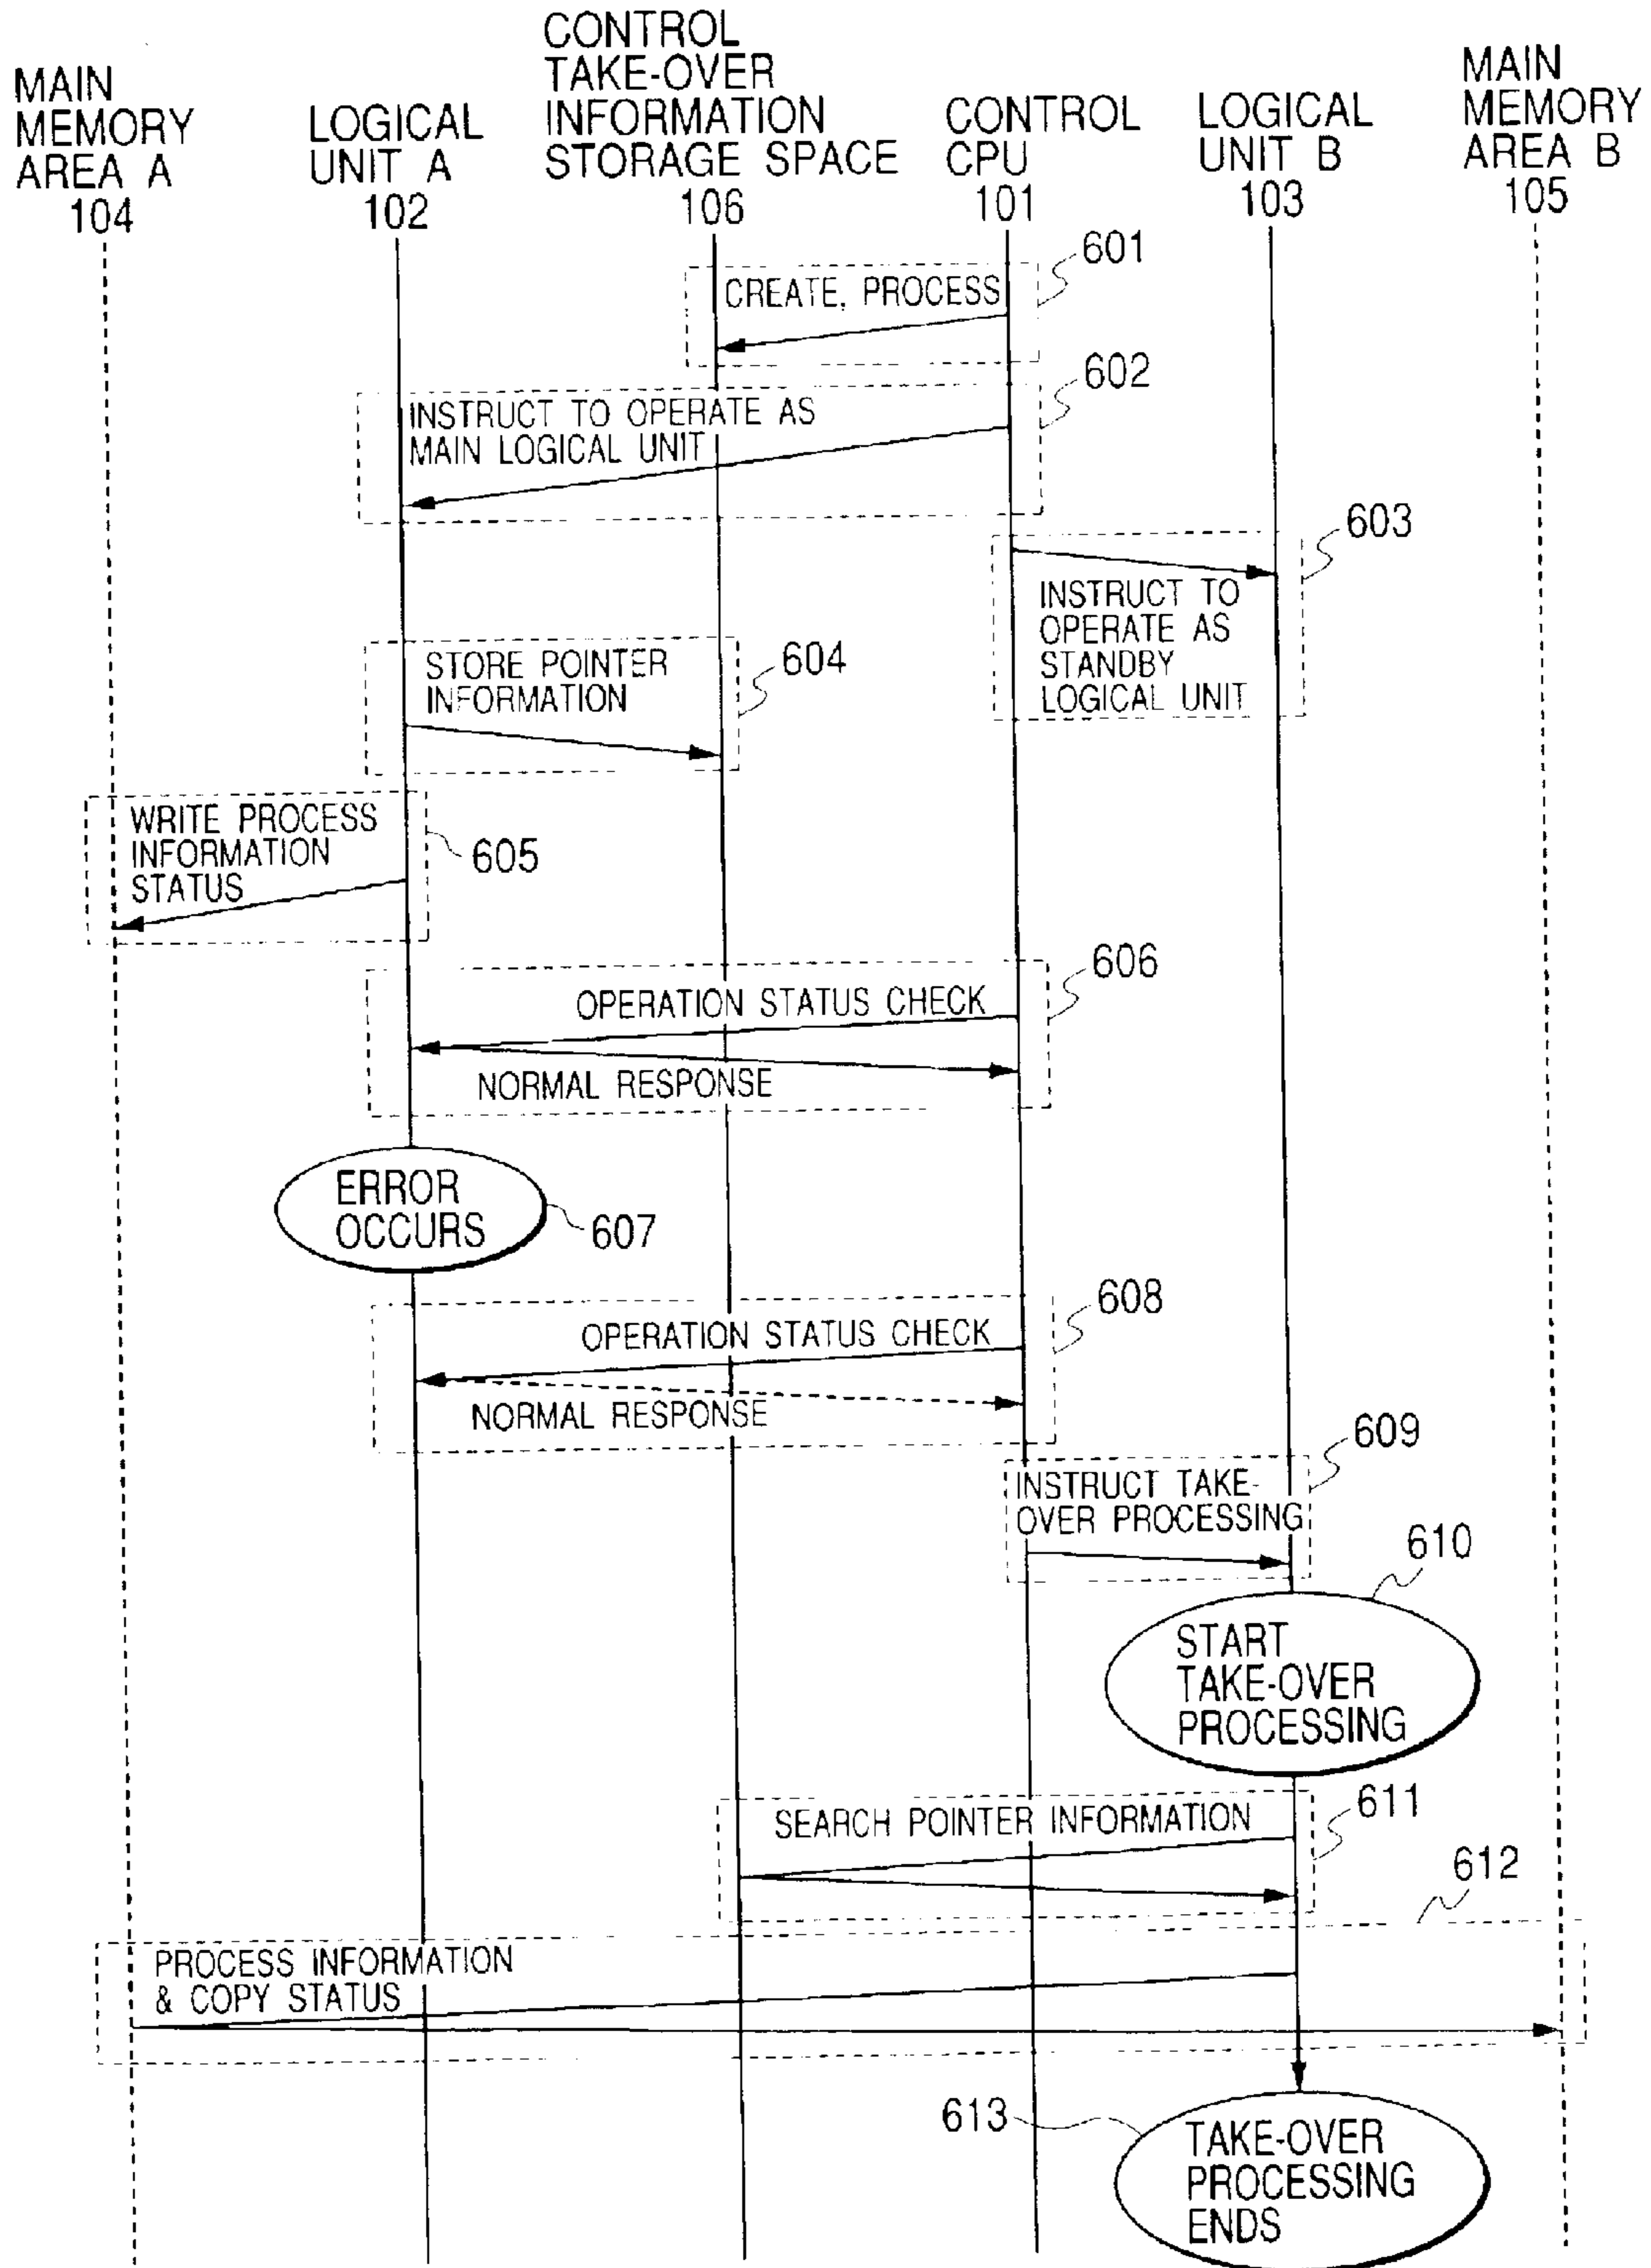 MAIN
MEMORY
AREA A
104
LOGICAL
UNIT A
102
CONTROL
TAKE-OVER
INFORMATION
STORAGE SPACE
106
CONTROL
CPU
101
LOGICAL
UNIT B
103
MAIN
MEMORY
AREA B
105
601
CREATE, PROCESS
602
INSTRUCT TO OPERATE AS
MAIN LOGICAL UNIT
603
INSTRUCT TO
OPERATE AS
STANDBY
LOGICAL UNIT
604
STORE POINTER
INFORMATION
605
WRITE PROCESS
INFORMATION
STATUS
606
OPERATION STATUS CHECK
NORMAL RESPONSE
ERROR
OCCURS
607
608
OPERATION STATUS CHECK
NORMAL RESPONSE
609
INSTRUCT TAKE-
OVER PROCESSING
610
START
TAKE-OVER
PROCESSING
611
SEARCH POINTER INFORMATION
612
PROCESS INFORMATION
& COPY STATUS
613
TAKE-OVER
PROCESSING
ENDS